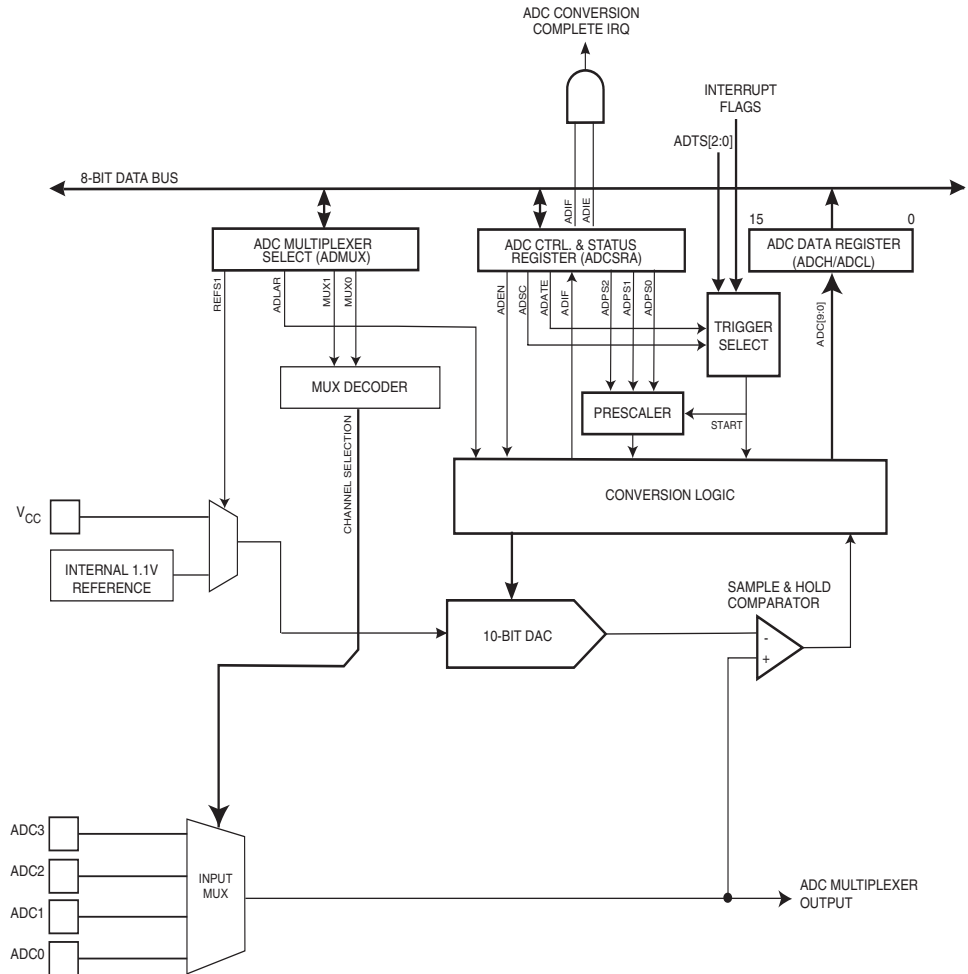 ADC CONVERSION
COMPLETE IRQ
INTERRUPT
FLAGS
ADTS[2:0]
8-BIT DATA BUS
ADIF
ADIE
15
0
ADC MULTIPLEXER
SELECT (ADMUX)
ADC CTRL. & STATUS
REGISTER (ADCSRA)
ADC DATA REGISTER
(ADCH/ADCL)
REFS1
ADLAR
MUX1
MUX0
ADEN
ADSC
ADATE
ADIF
ADPS2
ADPS1
ADPS0
ADC[9:0]
TRIGGER
SELECT
MUX DECODER
PRESCALER
START
CHANNEL SELECTION
CONVERSION LOGIC
VCC
INTERNAL 1.1V
REFERENCE
SAMPLE & HOLD
COMPARATOR
10-BIT DAC
-
+
ADC3
ADC2
ADC1
ADC0
INPUT
MUX
ADC MULTIPLEXER
OUTPUT